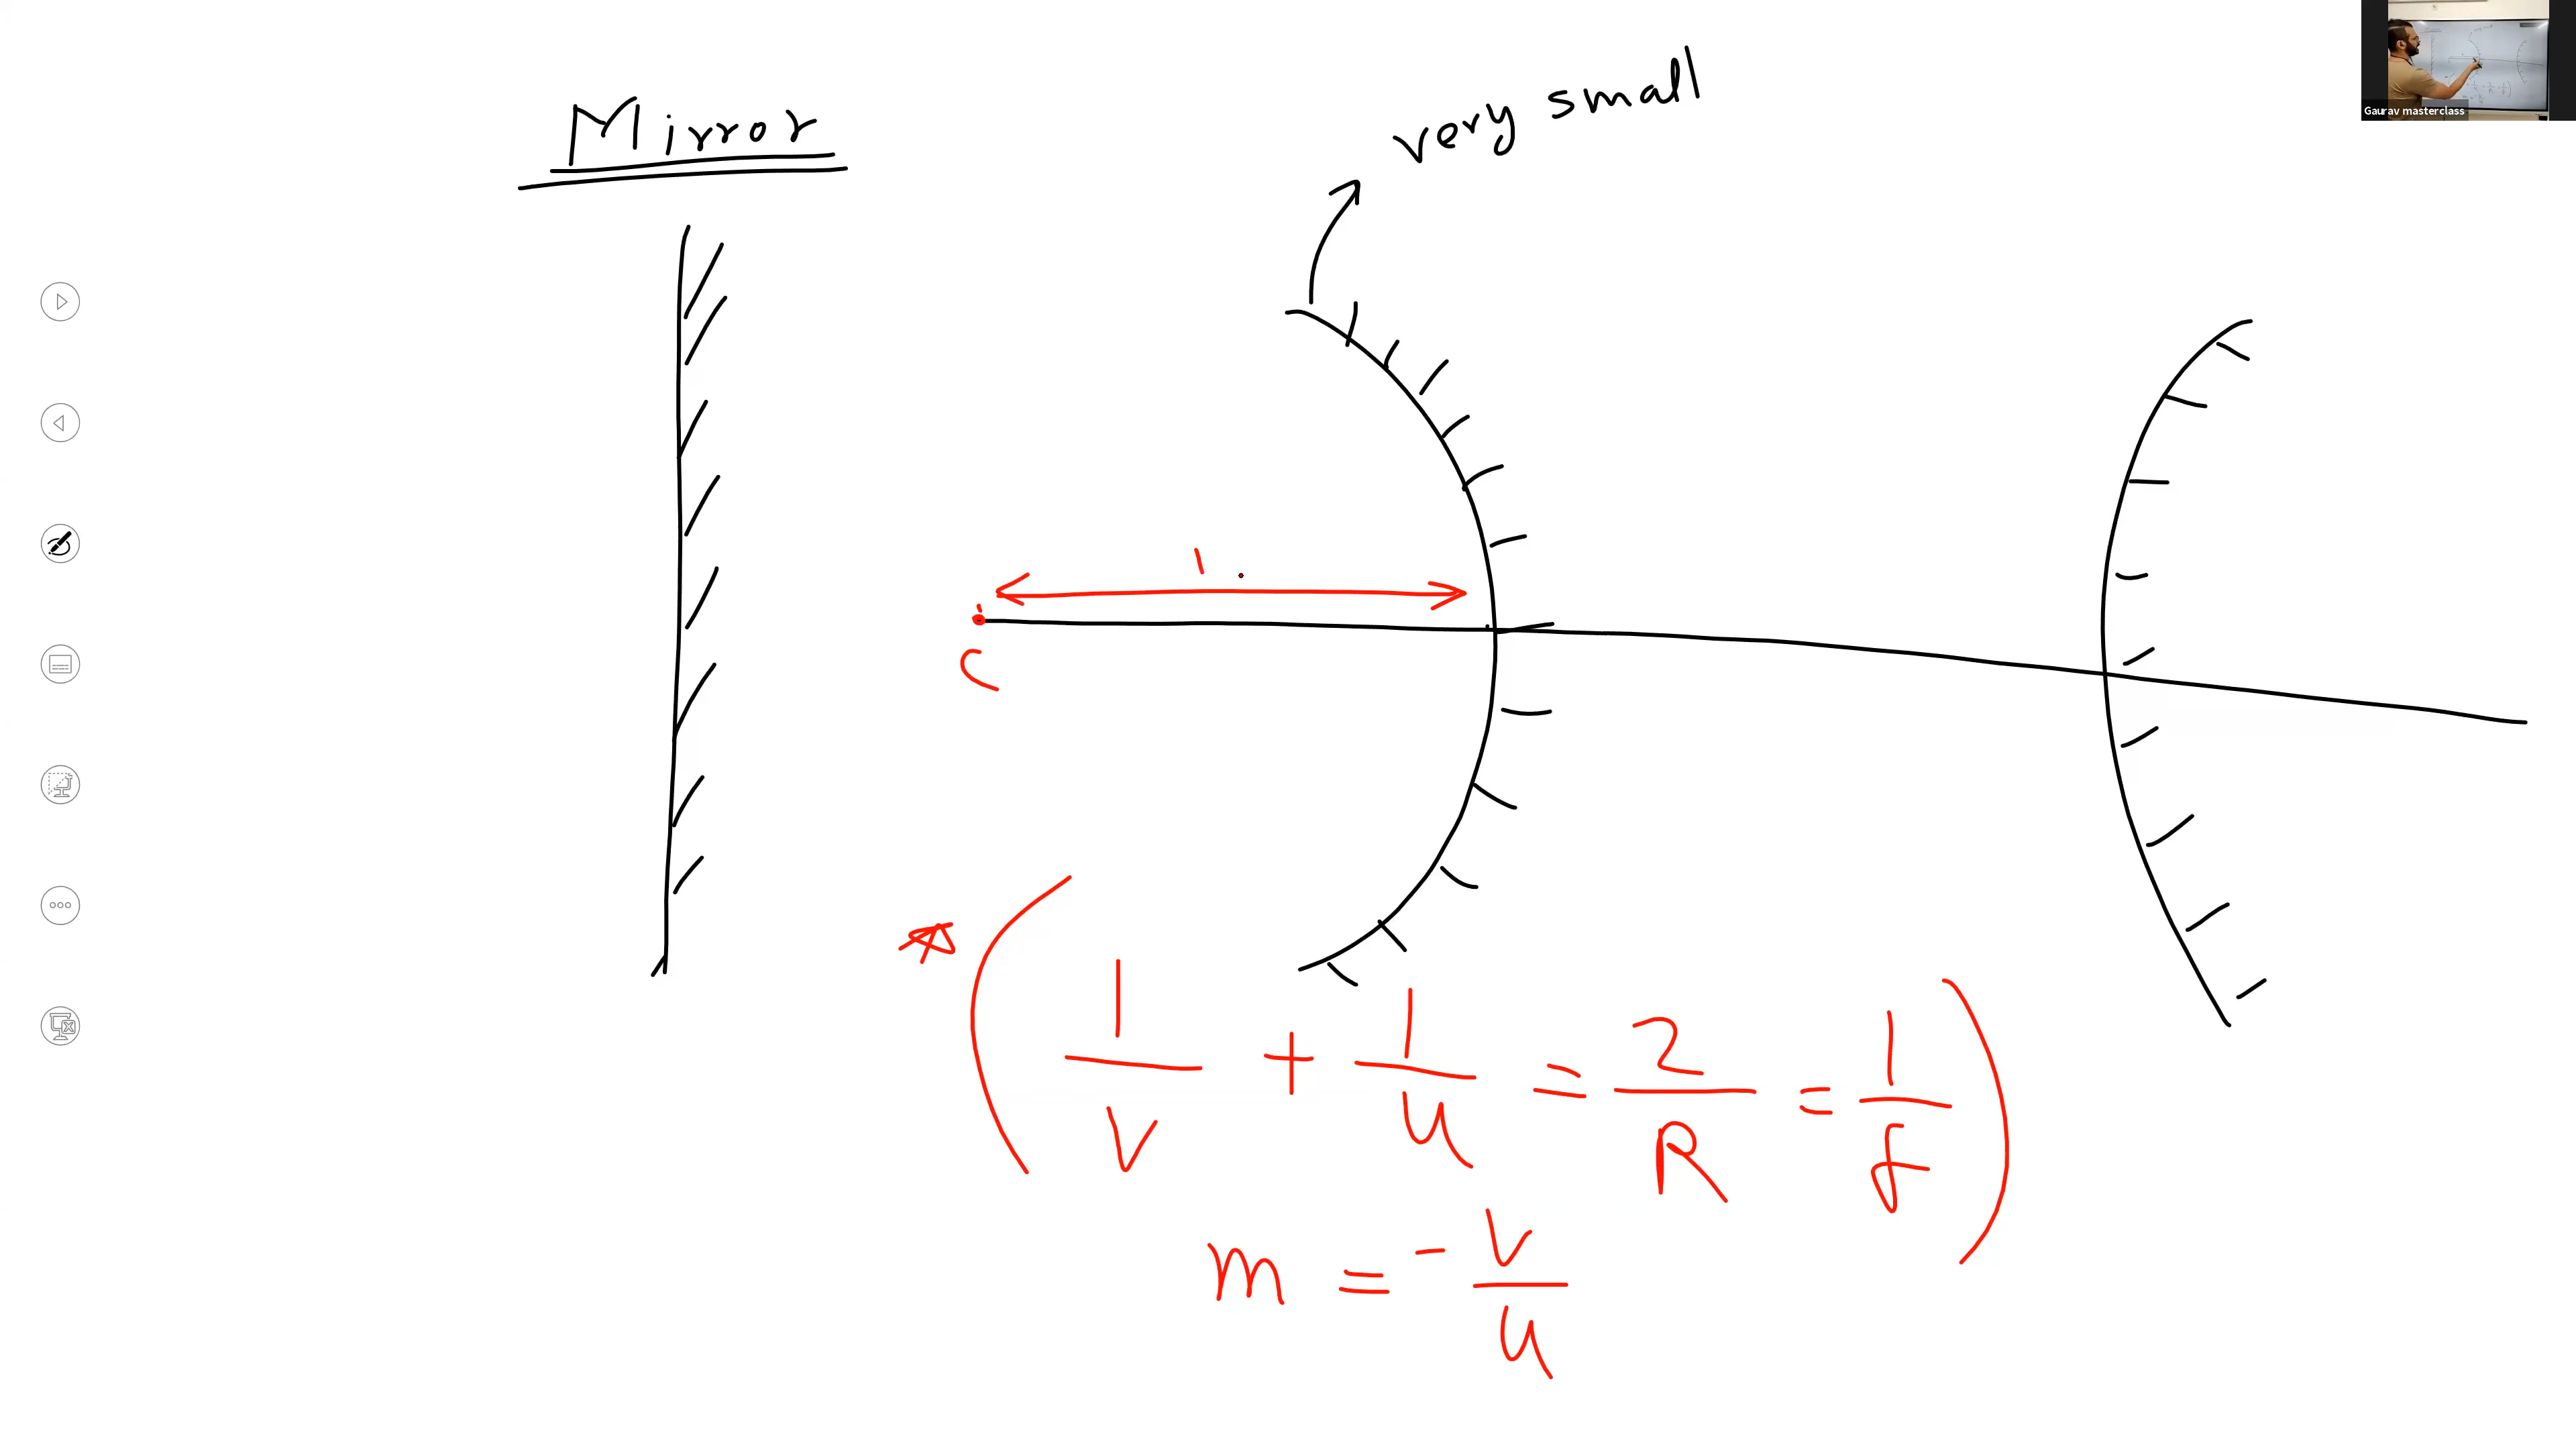 Mirror
very small
C
1/v + 1/u = 2/R = 1/f
m = -v/u
Gaurav masterclass